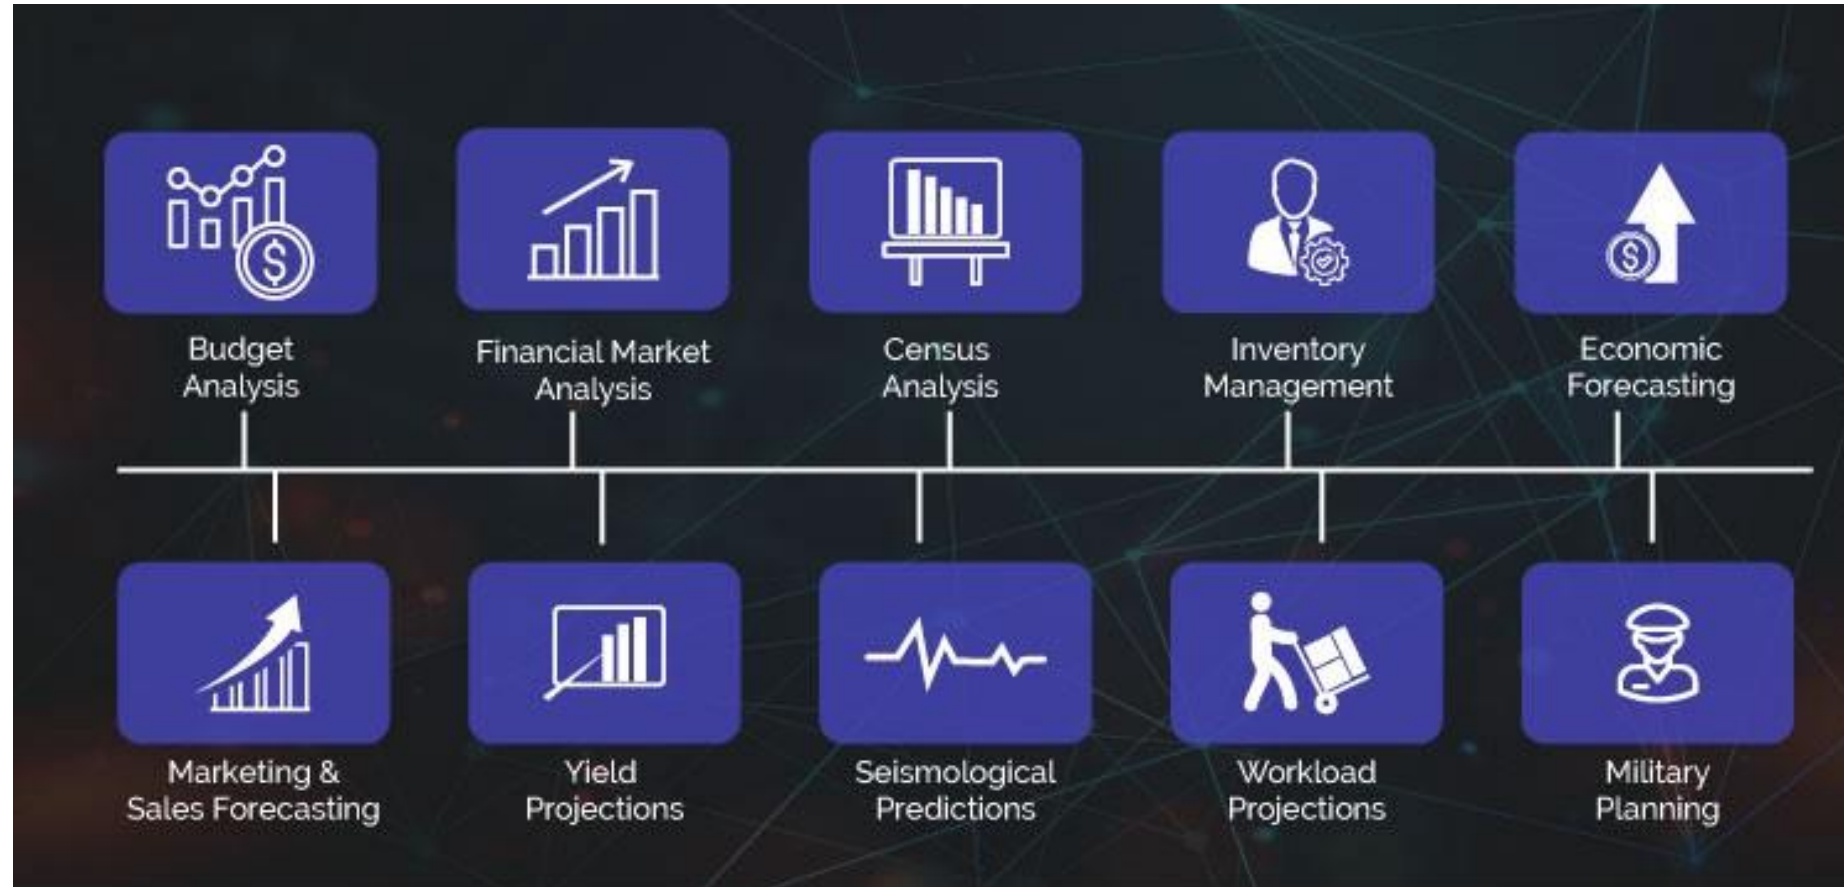 Budget
Analysis
Financial Market
Analysis
Census
Analysis
Inventory
Management
Economic
Forecasting
Marketing &
Sales Forecasting
Yield
Projections
Seismological
Predictions
Workload
Projections
Military
Planning